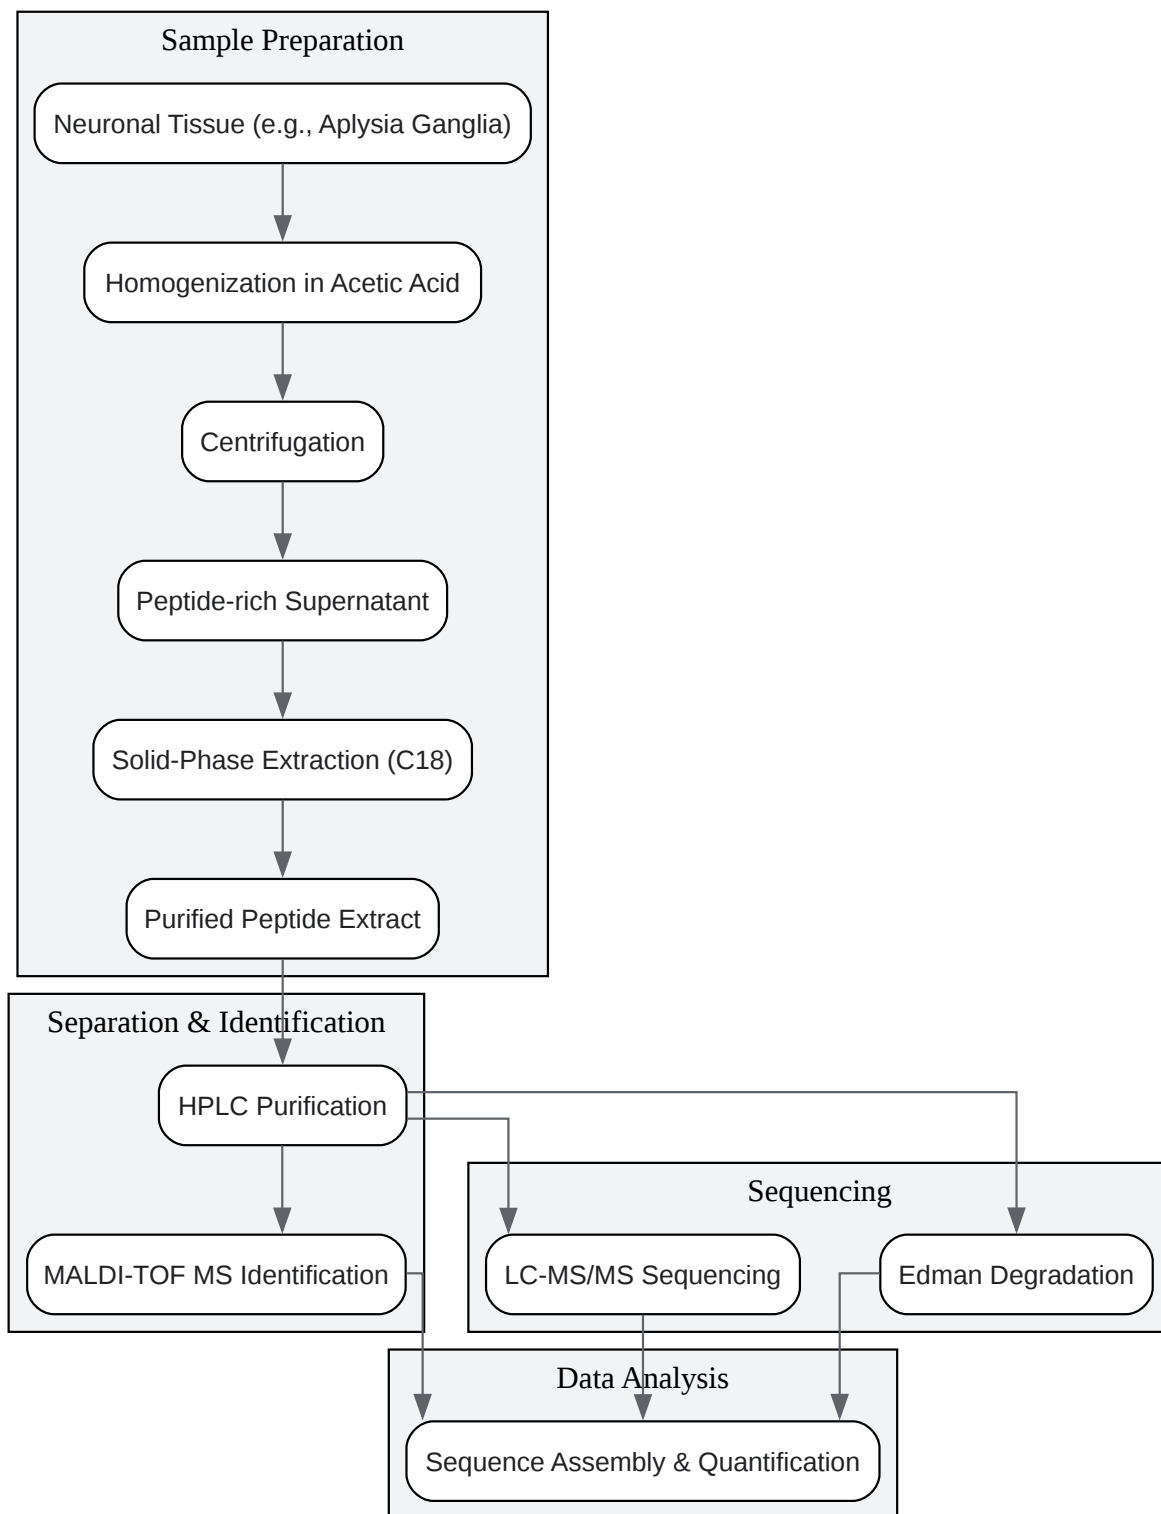 Sample Preparation
Neuronal Tissue (e.g., Aplysia Ganglia)
Homogenization in Acetic Acid
Centrifugation
Peptide-rich Supernatant
Solid-Phase Extraction (C18)
Purified Peptide Extract
Separation & Identification
HPLC Purification
MALDI-TOF MS Identification
Sequencing
LC-MS/MS Sequencing
Edman Degradation
Data Analysis
Sequence Assembly & Quantification